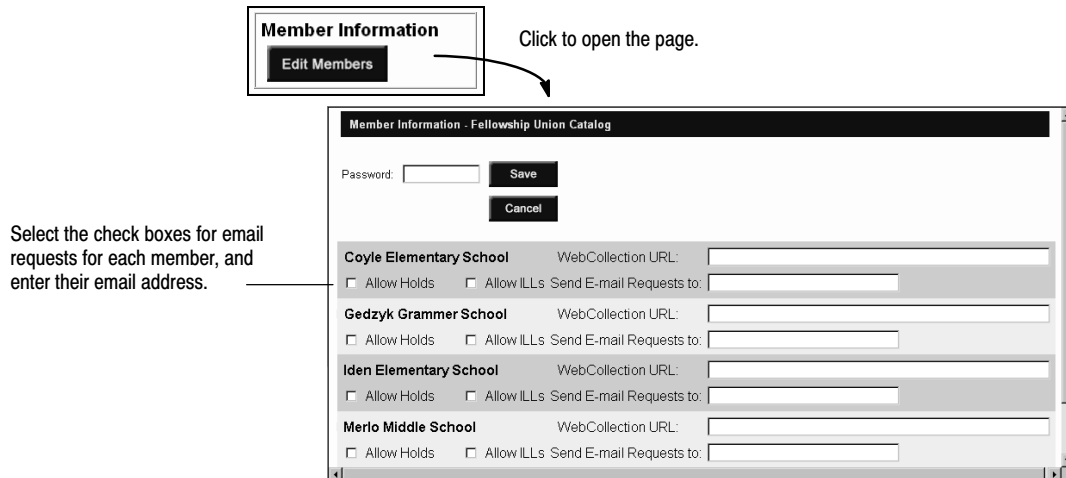 Member Information
Edit Members
Click to open the page.
Member Information - Fellowship Union Catalog
Password:
Save
Cancel
Select the check boxes for email
requests for each member, and
enter their email address.
Coyle Elementary School WebCollection URL:
Allow Holds Allow ILLs Send E-mail Requests to:
Gedzyk Grammer School WebCollection URL:
Allow Holds Allow ILLs Send E-mail Requests to:
Iden Elementary School WebCollection URL:
Allow Holds Allow ILLs Send E-mail Requests to:
Merlo Middle School WebCollection URL:
Allow Holds Allow ILLs Send E-mail Requests to: